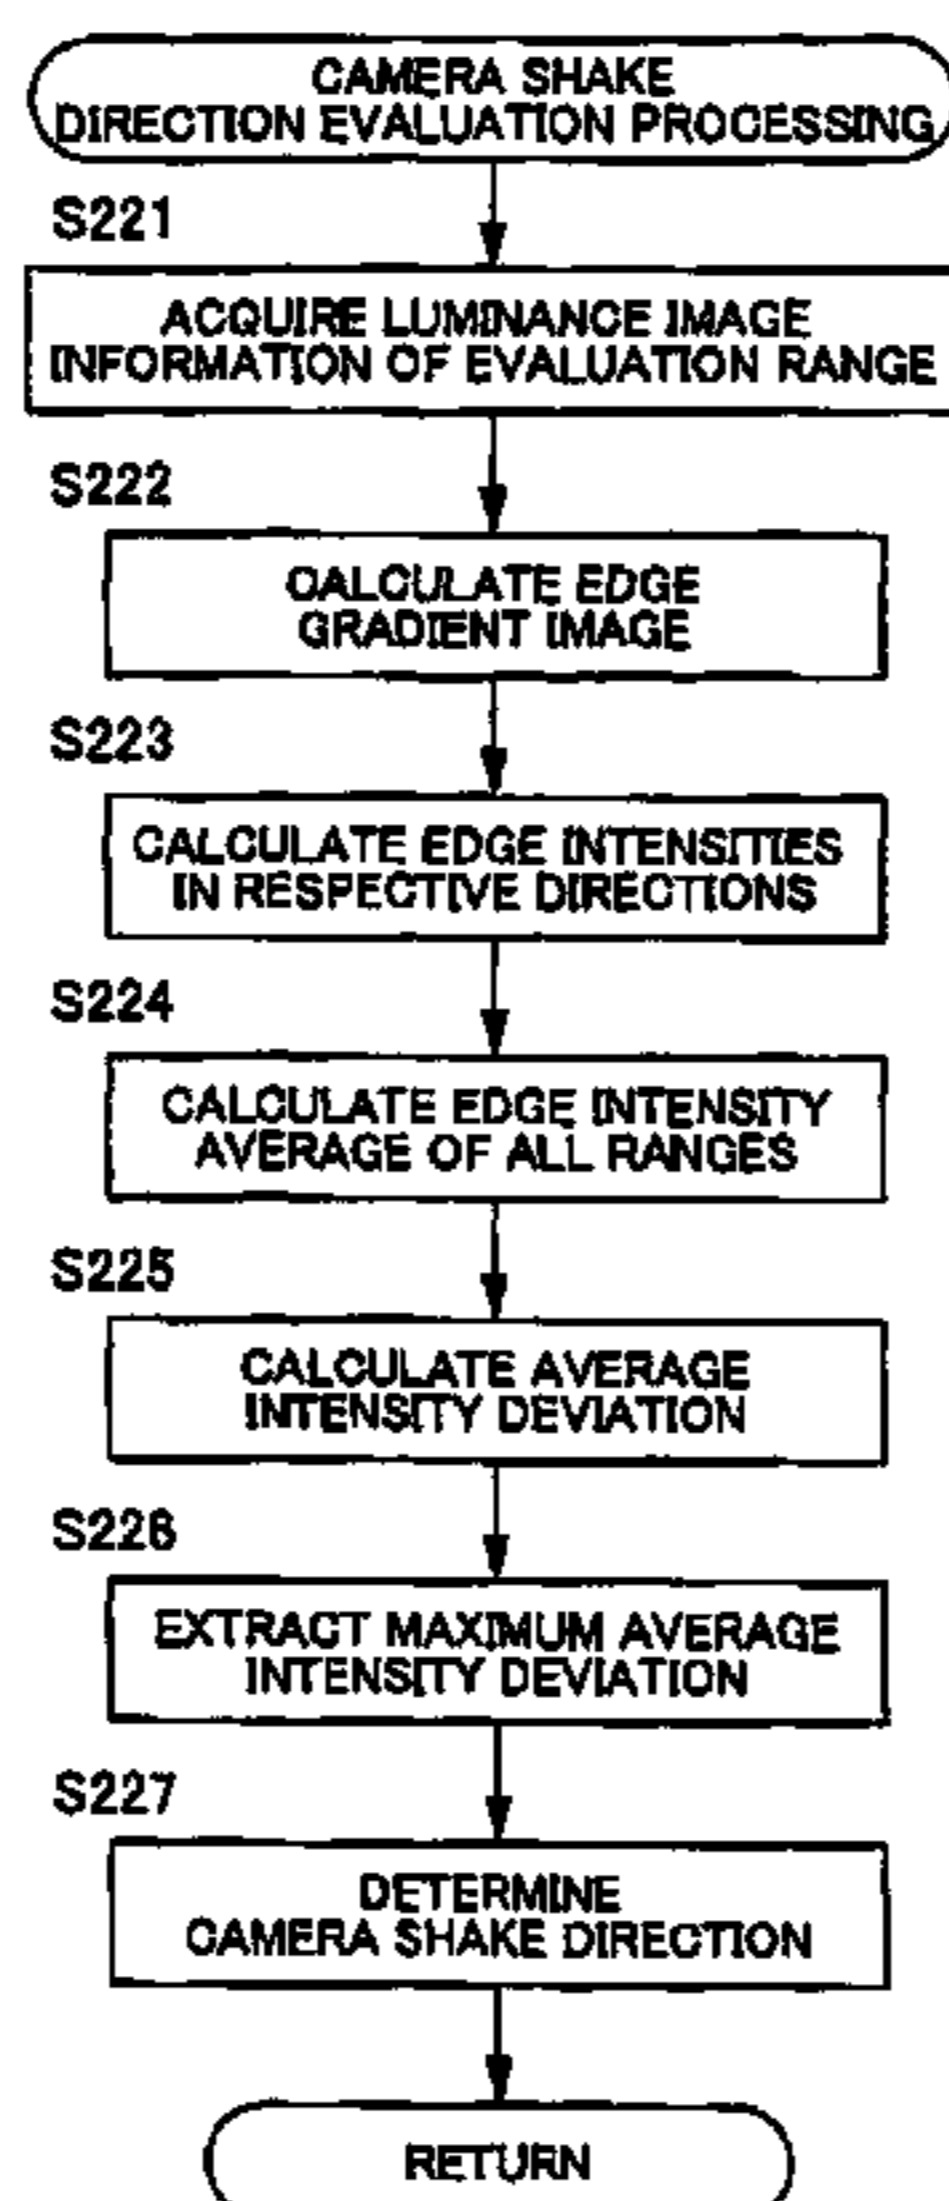 CAMERA SHAKE
DIRECTION EVALUATION PROCESSING
S221
ACQUIRE LUMINANCE IMAGE
INFORMATION OF EVALUATION RANGE
S222
CALCULATE EDGE
GRADIENT IMAGE
S223
CALCULATE EDGE INTENSITIES
IN RESPECTIVE DIRECTIONS
S224
CALCULATE EDGE INTENSITY
AVERAGE OF ALL RANGES
S225
CALCULATE AVERAGE
INTENSITY DEVIATION
S226
EXTRACT MAXIMUM AVERAGE
INTENSITY DEVIATION
S227
DETERMINE
CAMERA SHAKE DIRECTION
RETURN